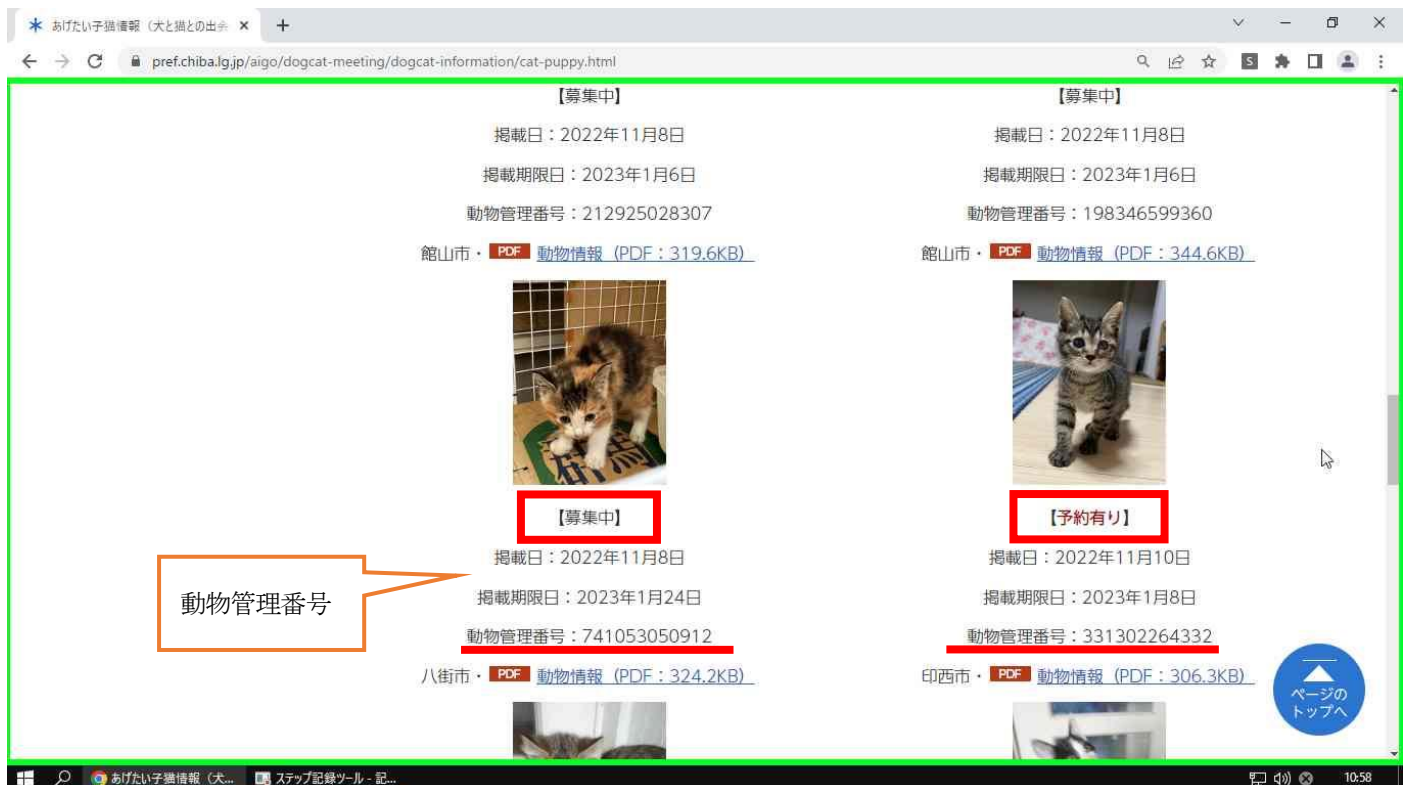 あげたい子猫情報（犬と猫との出会
pref.chiba.lg.jp/aigo/dogcat-meeting/dogcat-information/cat-puppy.html
【募集中】
【募集中】
掲載日：2022年11月8日
掲載日：2022年11月8日
掲載期限日：2023年1月6日
掲載期限日：2023年1月6日
動物管理番号：212925028307
動物管理番号：198346599360
館山市・PDF 動物情報（PDF：319.6KB）
館山市・PDF 動物情報（PDF：344.6KB）
【募集中】
【予約有り】
掲載日：2022年11月8日
掲載日：2022年11月10日
動物管理番号
掲載期限日：2023年1月24日
掲載期限日：2023年1月8日
動物管理番号：741053050912
動物管理番号：331302264332
八街市・PDF 動物情報（PDF：324.2KB）
印西市・PDF 動物情報（PDF：306.3KB）
ページの
トップへ
あげたい子猫情報（犬...
ステップ記録ツール - 記...
10:58